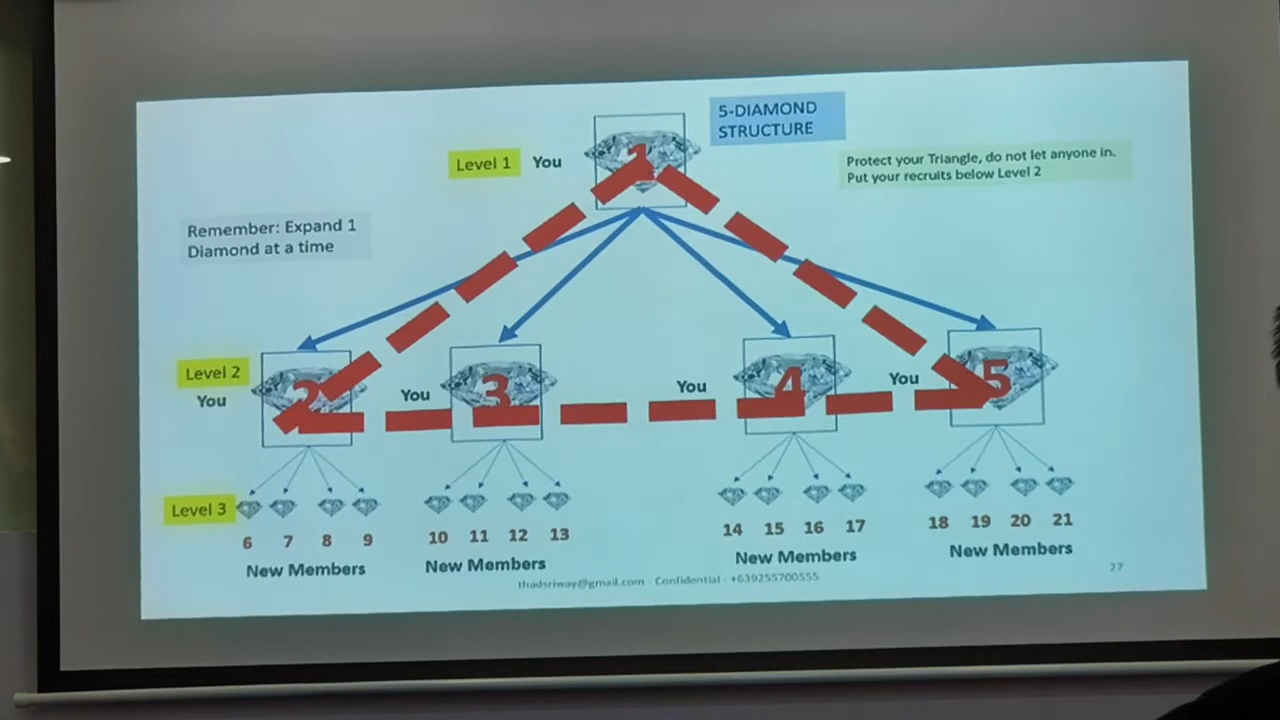 5-DIAMOND
STRUCTURE
Level 1 You
1
Protect your Triangle, do not let anyone in.
Put your recruits below Level 2
Remember: Expand 1
Diamond at a time
Level 2
You
2
You
3
You
4
You
5
Level 3
6 7 8 9
New Members
10 11 12 13
New Members
14 15 16 17
New Members
18 19 20 21
New Members
thadsriway@gmail.com - Confidential - +639255700555
27